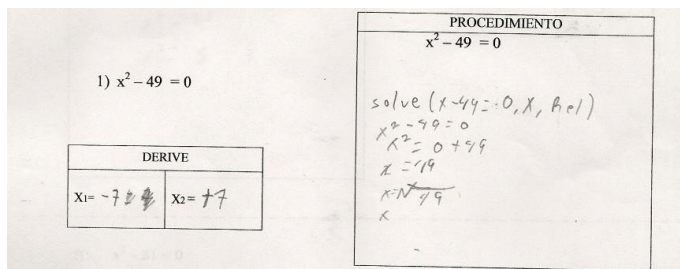 1) x² – 49 = 0
DERIVE
X1= -7
X2= +7
PROCEDIMIENTO
x² – 49 = 0
solve (x-49=0, x, Rel)
x² - 49 = 0
x² = 0 + 49
x = 49
x = √49
x